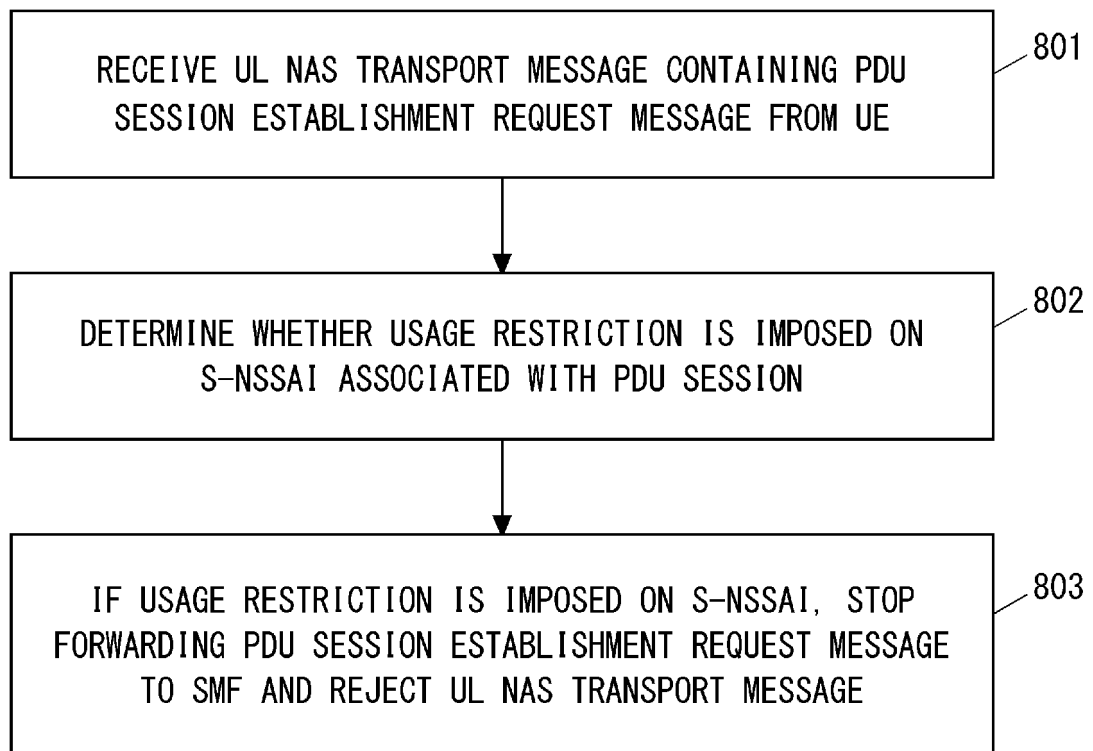 RECEIVE UL NAS TRANSPORT MESSAGE CONTAINING PDU
SESSION ESTABLISHMENT REQUEST MESSAGE FROM UE
801
DETERMINE WHETHER USAGE RESTRICTION IS IMPOSED ON
S-NSSAI ASSOCIATED WITH PDU SESSION
802
IF USAGE RESTRICTION IS IMPOSED ON S-NSSAI, STOP
FORWARDING PDU SESSION ESTABLISHMENT REQUEST MESSAGE
TO SMF AND REJECT UL NAS TRANSPORT MESSAGE
803